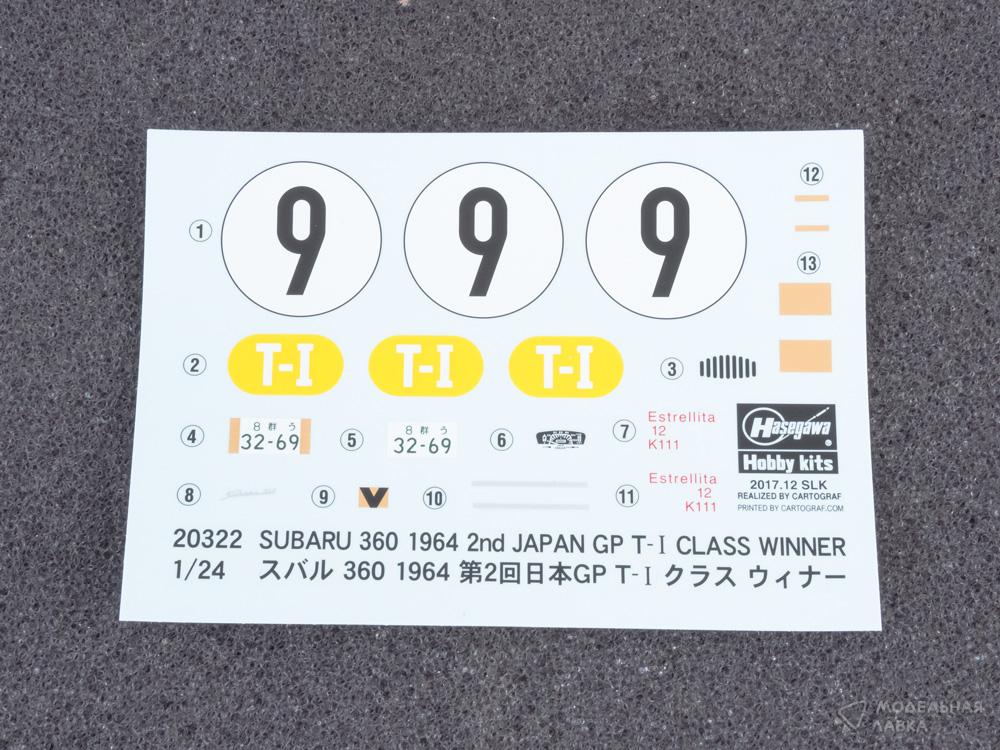 ⑫
① 9 9 9
⑬
② T-I T-I T-I ③
④ 8 群 う
32-69
⑤ 8 群 う
32-69
⑥
⑦ Estrellita
12
K111
Hasegawa®
Hobby kits
⑧ ⑨ V ⑩
⑪ Estrellita
12
K111
2017.12 SLK
REALIZED BY CARTOGRAF
PRINTED BY CARTOGRAF.COM
20322 SUBARU 360 1964 2nd JAPAN GP T-I CLASS WINNER
1/24 スバル 360 1964 第2回日本GP T-I クラス ウィナー
МОДЕЛЬНАЯ
ЛАВКА